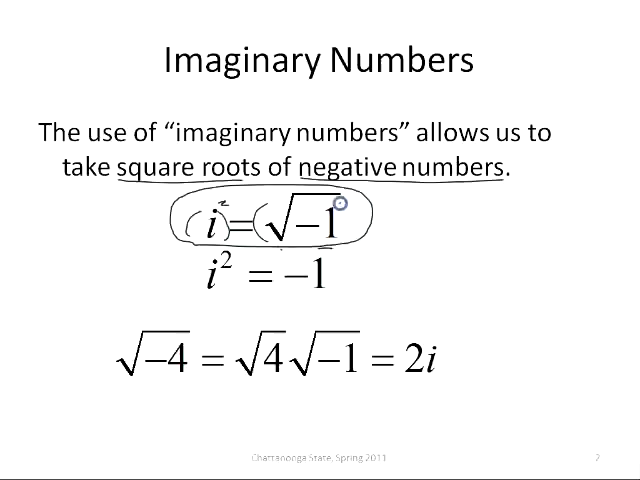 Imaginary Numbers
The use of “imaginary numbers” allows us to
take square roots of negative numbers.
(i)² = (√−1
i² = −1
√−4 = √4 √−1 = 2i
Chattanooga State, Spring 2011
2